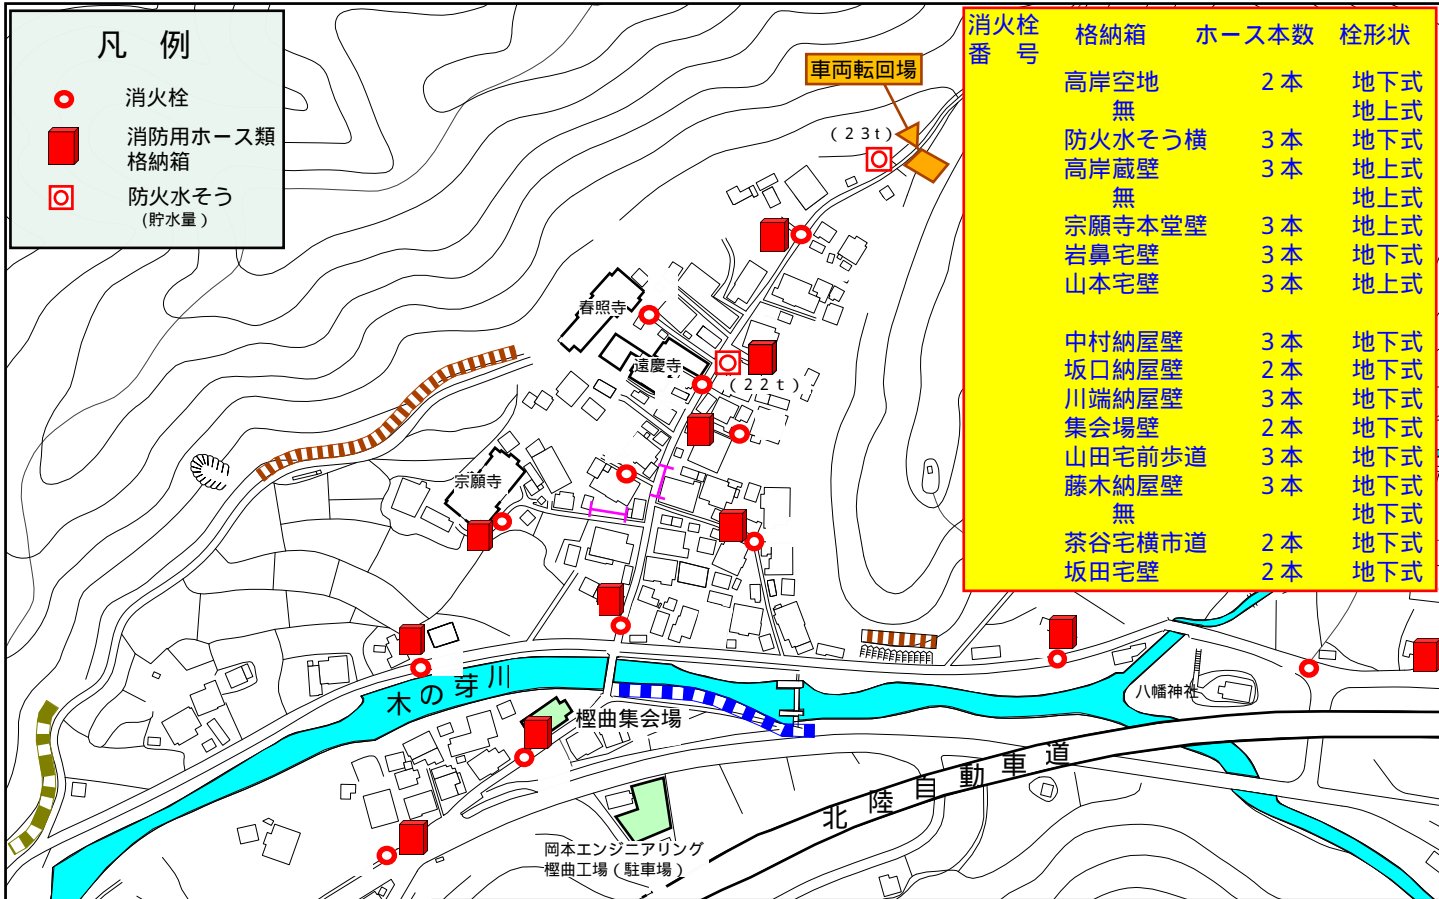 凡　例
消火栓
消防用ホース類
格納箱
防火水そう
(貯水量)
車両転回場
(23t)
春照寺
遠慶寺
(22t)
宗願寺
木の芽川
樫曲集会場
八幡神社
北陸自動車道
岡本エンジニアリング
樫曲工場(駐車場)
消火栓
番　号　格納箱　ホース本数　栓形状
高岸空地　2本　地下式
無　地上式
防火水そう横　3本　地下式
高岸蔵壁　3本　地上式
無　地上式
宗願寺本堂壁　3本　地上式
岩鼻宅壁　3本　地下式
山本宅壁　3本　地上式
中村納屋壁　3本　地下式
坂口納屋壁　2本　地下式
川端納屋壁　3本　地下式
集会場壁　2本　地下式
山田宅前歩道　3本　地下式
藤木納屋壁　3本　地下式
無　地下式
茶谷宅横市道　2本　地下式
坂田宅壁　2本　地下式